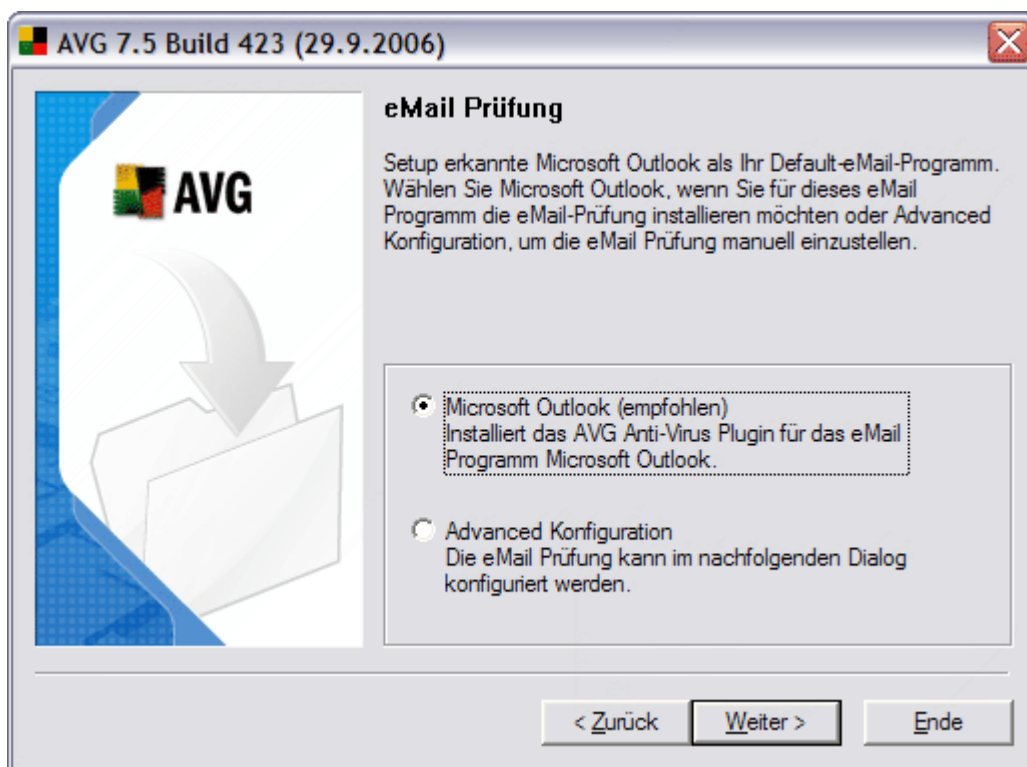 AVG 7.5 Build 423 (29.9.2006)
AVG
eMail Prüfung
Setup erkannte Microsoft Outlook als Ihr Default-eMail-Programm.
Wählen Sie Microsoft Outlook, wenn Sie für dieses eMail
Programm die eMail-Prüfung installieren möchten oder Advanced
Konfiguration, um die eMail Prüfung manuell einzustellen.
Microsoft Outlook (empfohlen)
Installiert das AVG Anti-Virus Plugin für das eMail
Programm Microsoft Outlook.
Advanced Konfiguration
Die eMail Prüfung kann im nachfolgenden Dialog
konfiguriert werden.
< Zurück
Weiter >
Ende